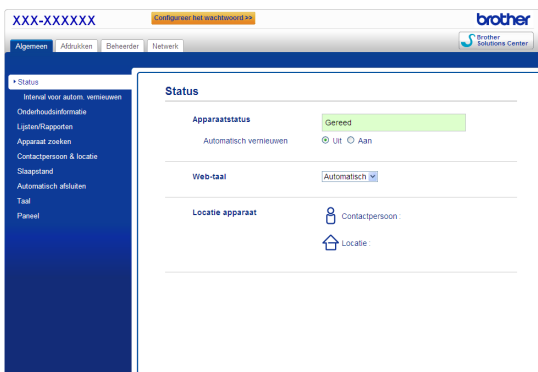 XXX-XXXXXX
Configureer het wachtwoord >>
brother
Algemeen
Afdrukken
Beheerder
Netwerk
Brother
Solutions Center
Status
Interval voor autom. vernieuwen
Onderhoudsinformatie
Lijsten/Rapporten
Apparaat zoeken
Contactpersoon & locatie
Slaapstand
Automatisch afsluiten
Taal
Paneel
Status
Apparaatstatus
Gereed
Automatisch vernieuwen
Uit
Aan
Web-taal
Automatisch
Locatie apparaat
Contactpersoon :
Locatie :